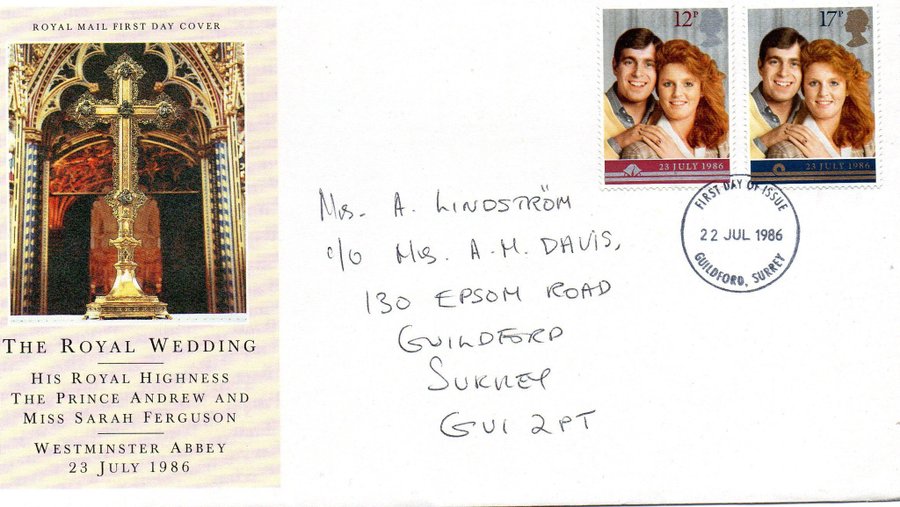 ROYAL MAIL FIRST DAY COVER
THE ROYAL WEDDING
HIS ROYAL HIGHNESS
THE PRINCE ANDREW AND
MISS SARAH FERGUSON
WESTMINSTER ABBEY
23 JULY 1986
12P
23 JULY 1986
17P
23 JULY 1986
FIRST DAY OF ISSUE
22 JUL 1986
GUILDFORD, SURREY
Mrs. A. LINDSTRÖM
c/o Mrs. A.M. DAVIS,
130 EPSOM ROAD
GUILDFORD
SURREY
GU1 2PT